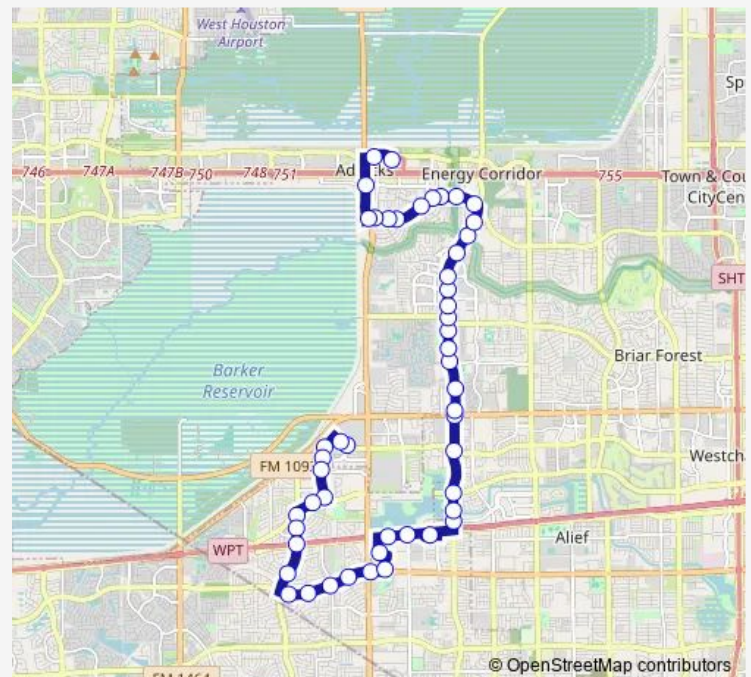 West Houston
Airport
Sp
746
747A
747B
750
748
751
Energy Corridor
755
Town & Cou
CityCen
SHT
Briar Forest
Barker
Reservoir
FM 109
Westch
WPT
Alief
© OpenStreetMap contributors